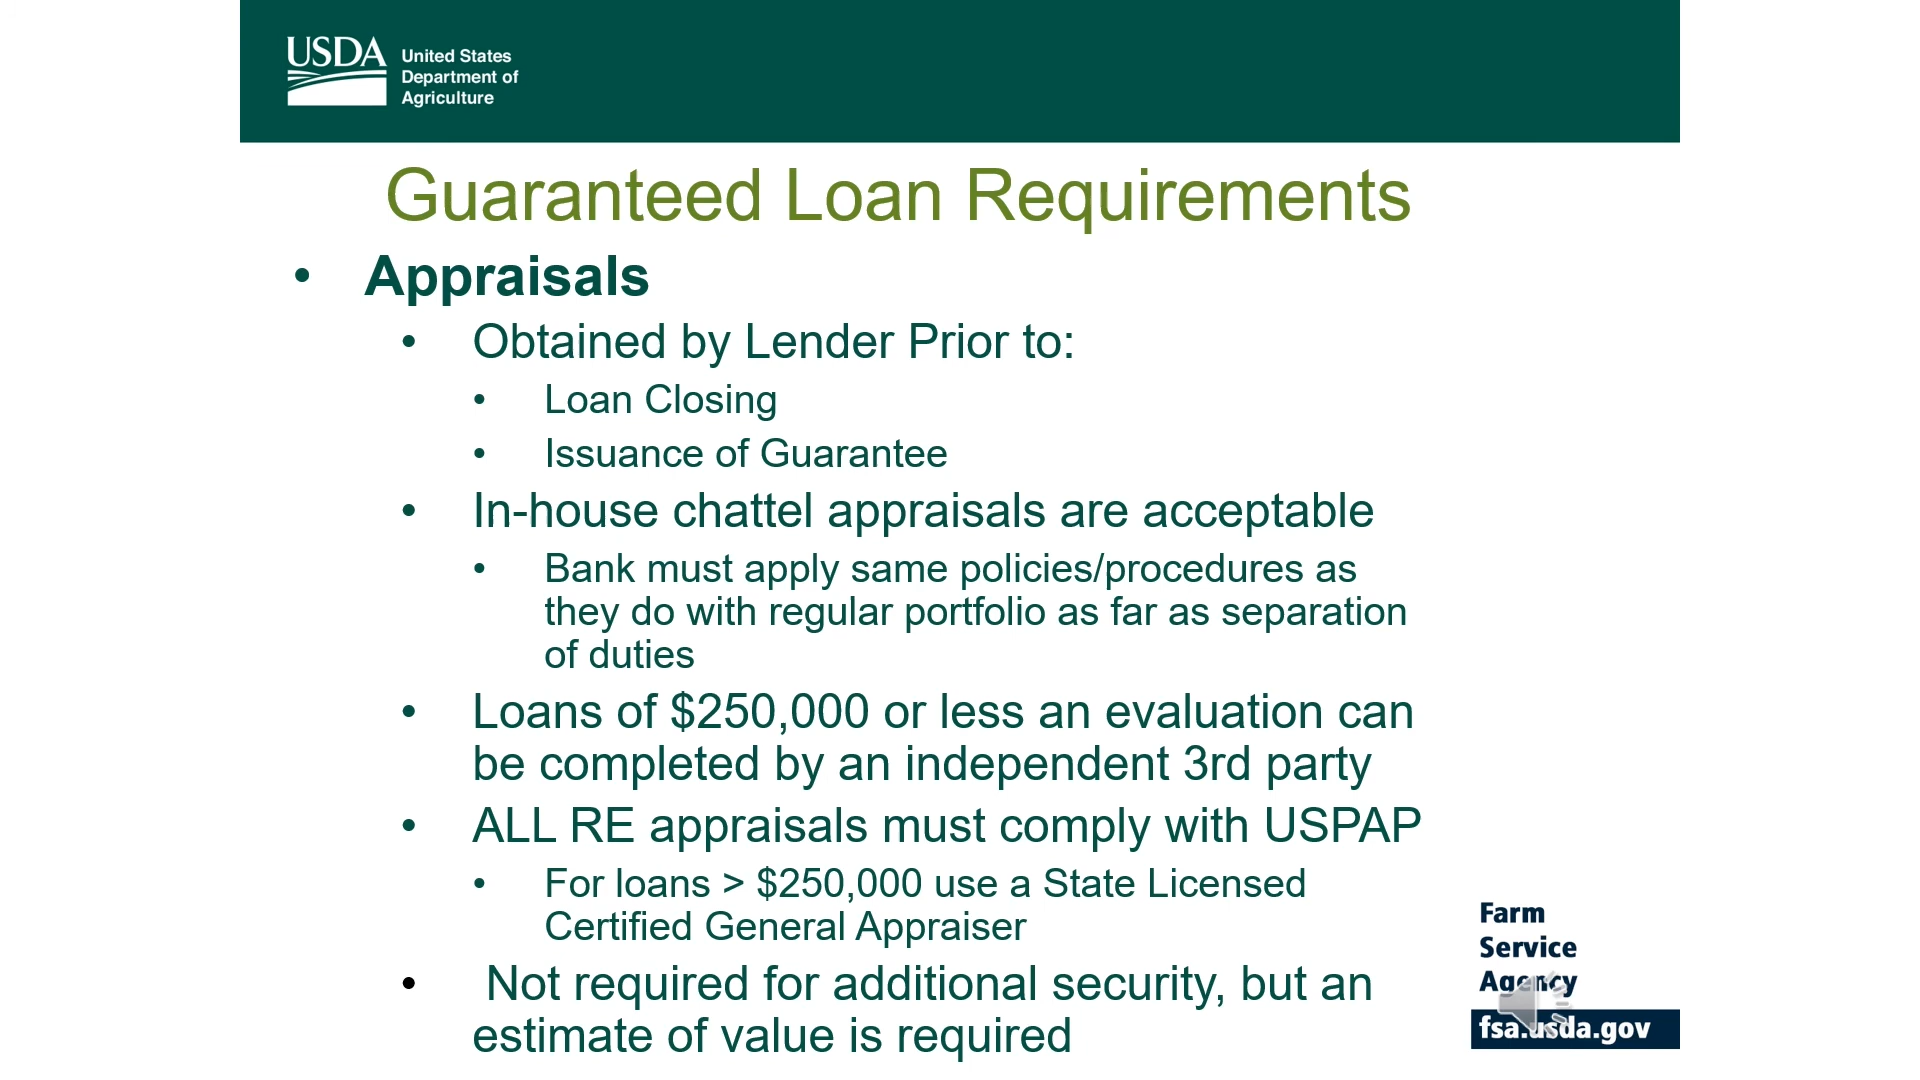 USDA
United States
Department of
Agriculture
Guaranteed Loan Requirements
• Appraisals
• Obtained by Lender Prior to:
• Loan Closing
• Issuance of Guarantee
• In-house chattel appraisals are acceptable
• Bank must apply same policies/procedures as
they do with regular portfolio as far as separation
of duties
• Loans of $250,000 or less an evaluation can
be completed by an independent 3rd party
• ALL RE appraisals must comply with USPAP
• For loans > $250,000 use a State Licensed
Certified General Appraiser
• Not required for additional security, but an
estimate of value is required
Farm
Service
Agency
fsa.usda.gov